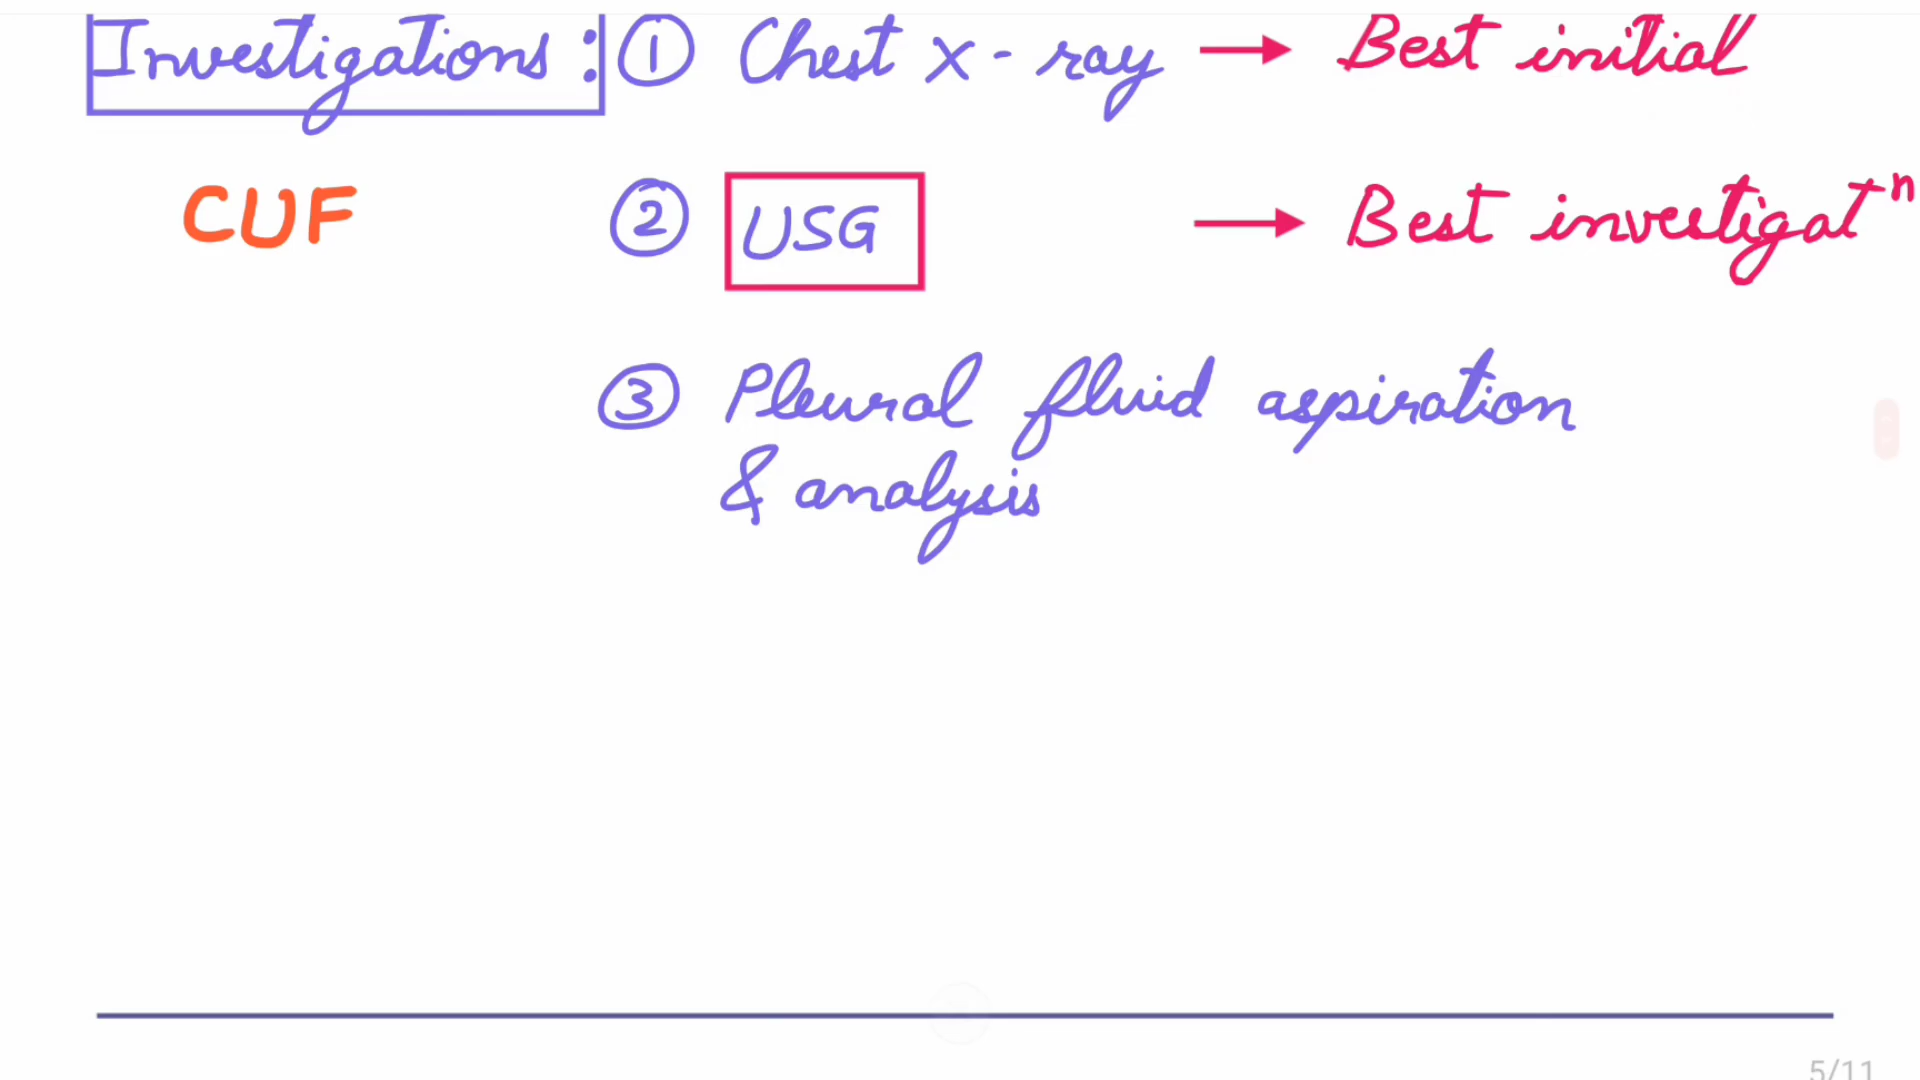 Investigations : ① Chest x-ray → Best initial
CUF ② USG → Best investigatⁿ
③ Pleural fluid aspiration
& analysis
5/11